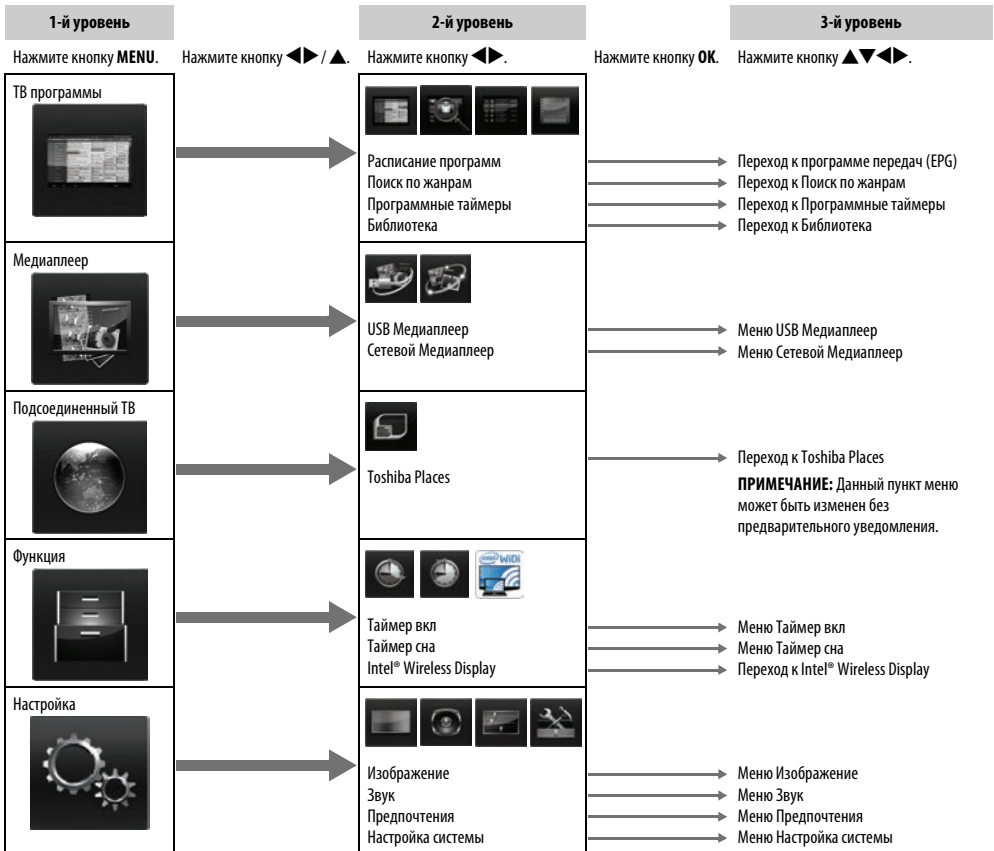 1-й уровень
2-й уровень
3-й уровень
Нажмите кнопку MENU.
Нажмите кнопку ◀▶ / ▲.
Нажмите кнопку ◀▶.
Нажмите кнопку OK.
Нажмите кнопку ▲▼◀▶.
ТВ программы
Расписание программ
Поиск по жанрам
Программные таймеры
Библиотека
Переход к программе передач (EPG)
Переход к Поиск по жанрам
Переход к Программные таймеры
Переход к Библиотека
Медиаплеер
USB Медиаплеер
Сетевой Медиаплеер
Меню USB Медиаплеер
Меню Сетевой Медиаплеер
Подсоединенный ТВ
Toshiba Places
Переход к Toshiba Places
ПРИМЕЧАНИЕ: Данный пункт меню
может быть изменен без
предварительного уведомления.
Функция
intel WiDi
Таймер вкл
Таймер сна
Intel® Wireless Display
Меню Таймер вкл
Меню Таймер сна
Переход к Intel® Wireless Display
Настройка
Изображение
Звук
Предпочтения
Настройка системы
Меню Изображение
Меню Звук
Меню Предпочтения
Меню Настройка системы